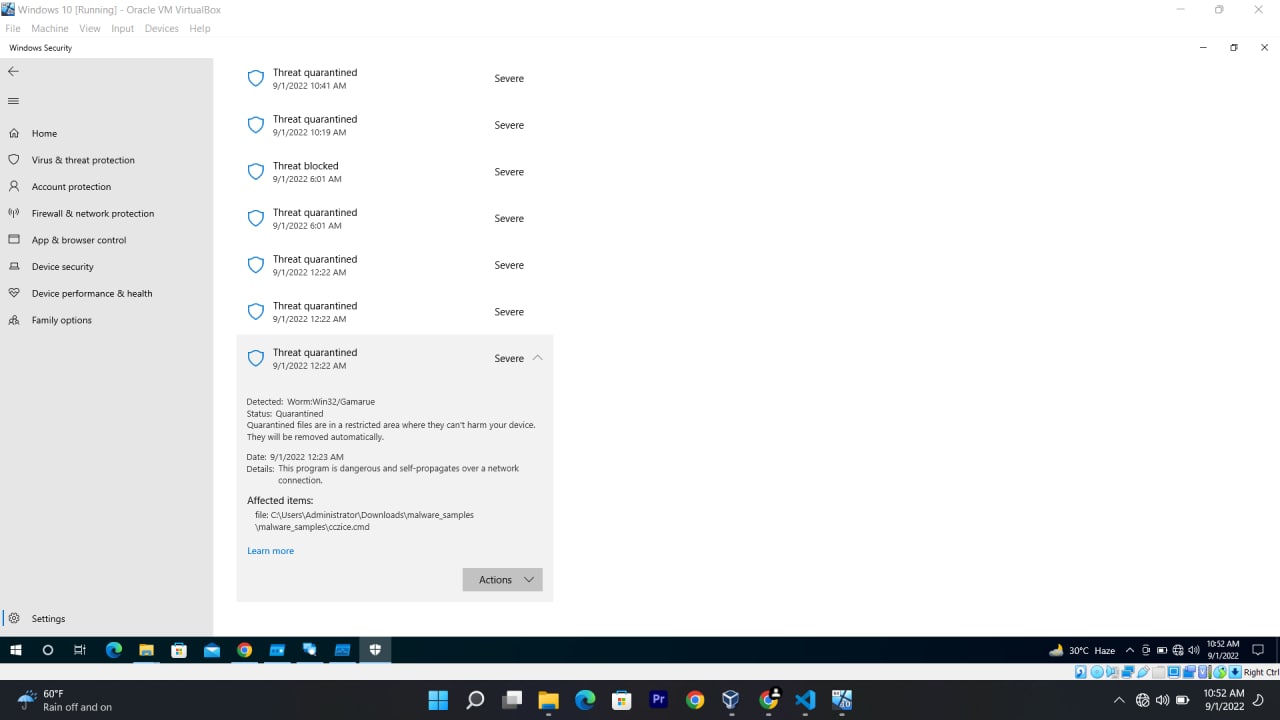 Windows 10 [Running] - Oracle VM VirtualBox
File Machine View Input Devices Help
Windows Security
Home
Virus & threat protection
Account protection
Firewall & network protection
App & browser control
Device security
Device performance & health
Family options
Settings
Threat quarantined Severe
9/1/2022 10:41 AM
Threat quarantined Severe
9/1/2022 10:19 AM
Threat blocked Severe
9/1/2022 6:01 AM
Threat quarantined Severe
9/1/2022 6:01 AM
Threat quarantined Severe
9/1/2022 12:22 AM
Threat quarantined Severe
9/1/2022 12:22 AM
Threat quarantined Severe
9/1/2022 12:22 AM
Detected: Worm:Win32/Gamarue
Status: Quarantined
Quarantined files are in a restricted area where they can't harm your device.
They will be removed automatically.
Date: 9/1/2022 12:23 AM
Details: This program is dangerous and self-propagates over a network
connection.
Affected items:
file: C:\Users\Administrator\Downloads\malware_samples
\malware_samples\cczice.cmd
Learn more
Actions
30°C Haze 10:52 AM
9/1/2022
Right Ctrl
60°F
Rain off and on
Pr
10:52 AM
9/1/2022